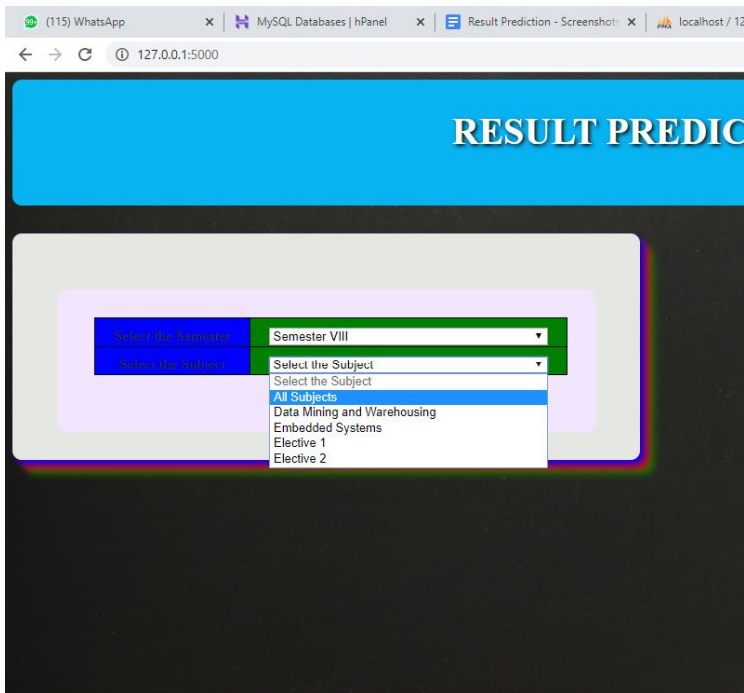 (115) WhatsApp
MySQL Databases | hPanel
Result Prediction - Screenshots
localhost / 12
127.0.0.1:5000
RESULT PREDIC
Select the Semester
Semester VIII
Select the Subject
Select the Subject
Select the Subject
All Subjects
Data Mining and Warehousing
Embedded Systems
Elective 1
Elective 2